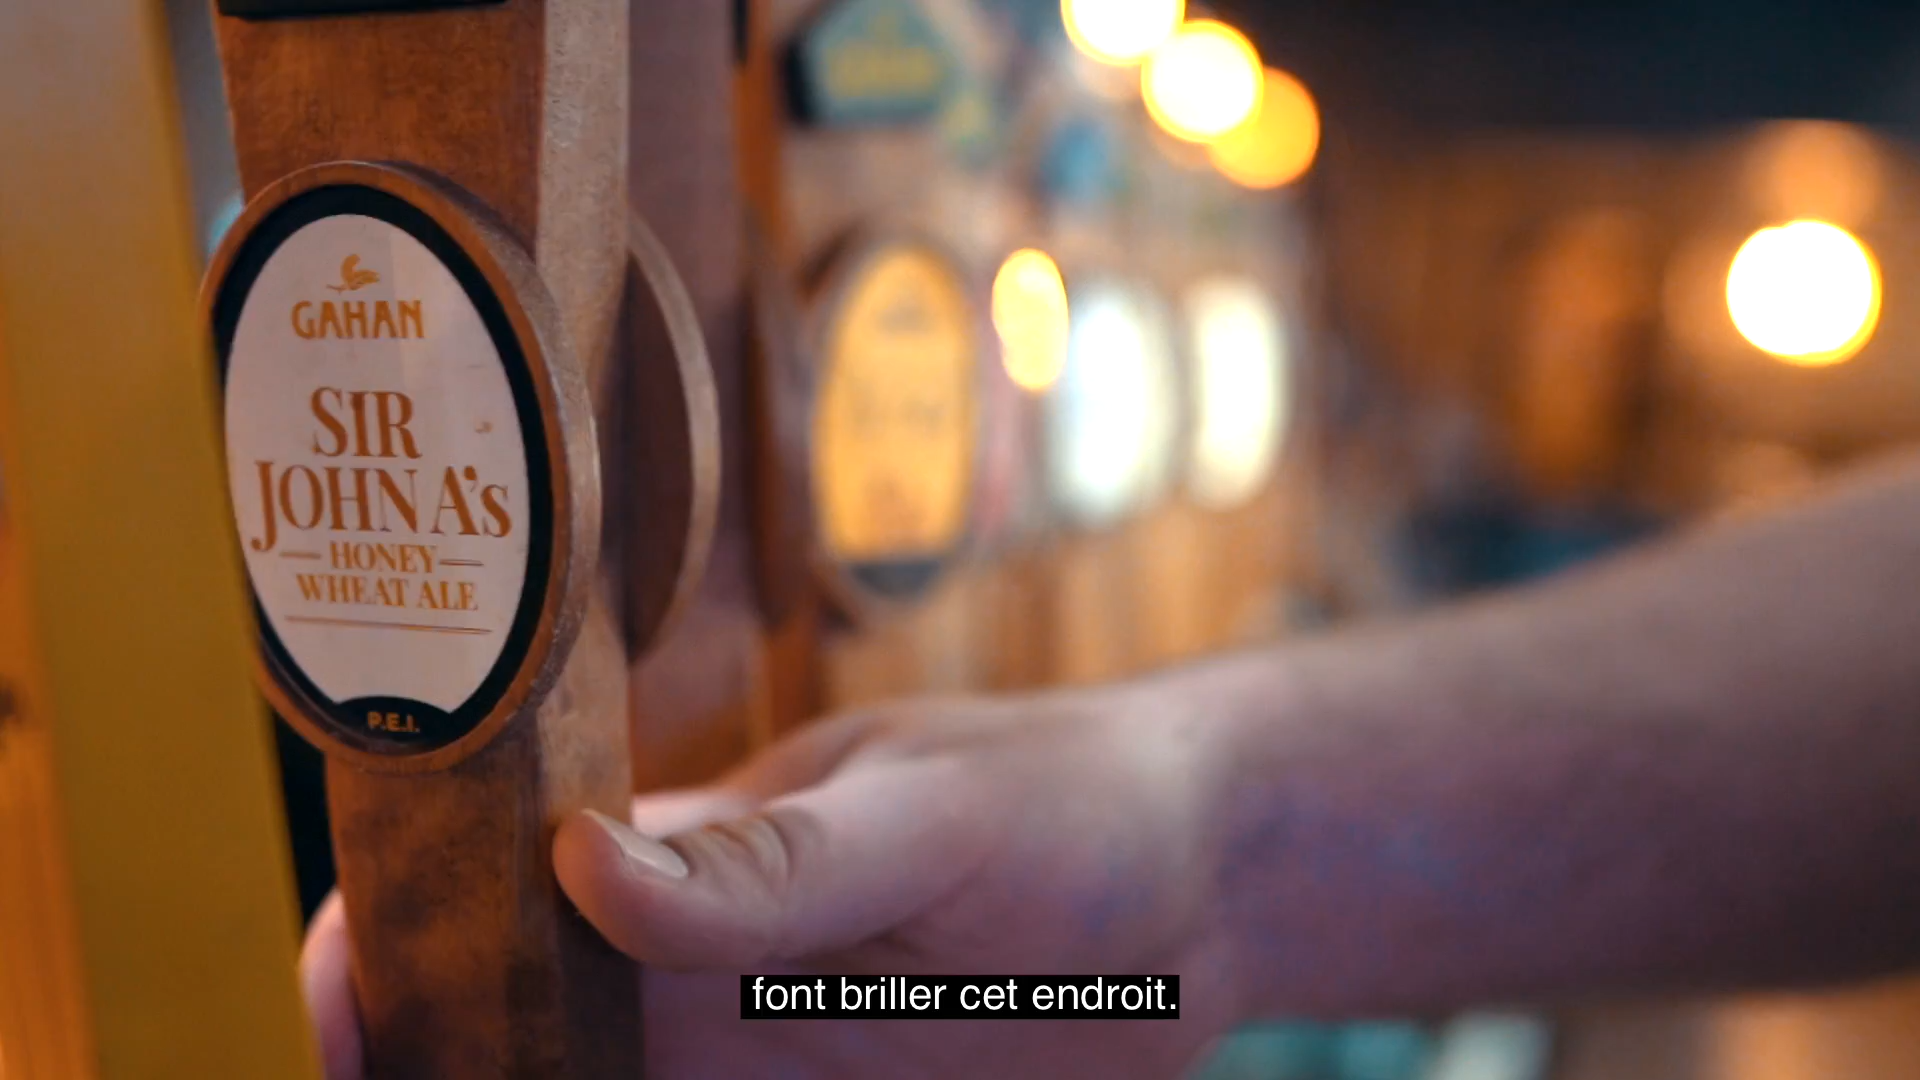 GAHAN
SIR
JOHN A's
HONEY
WHEAT ALE
P.E.I.
font briller cet endroit.